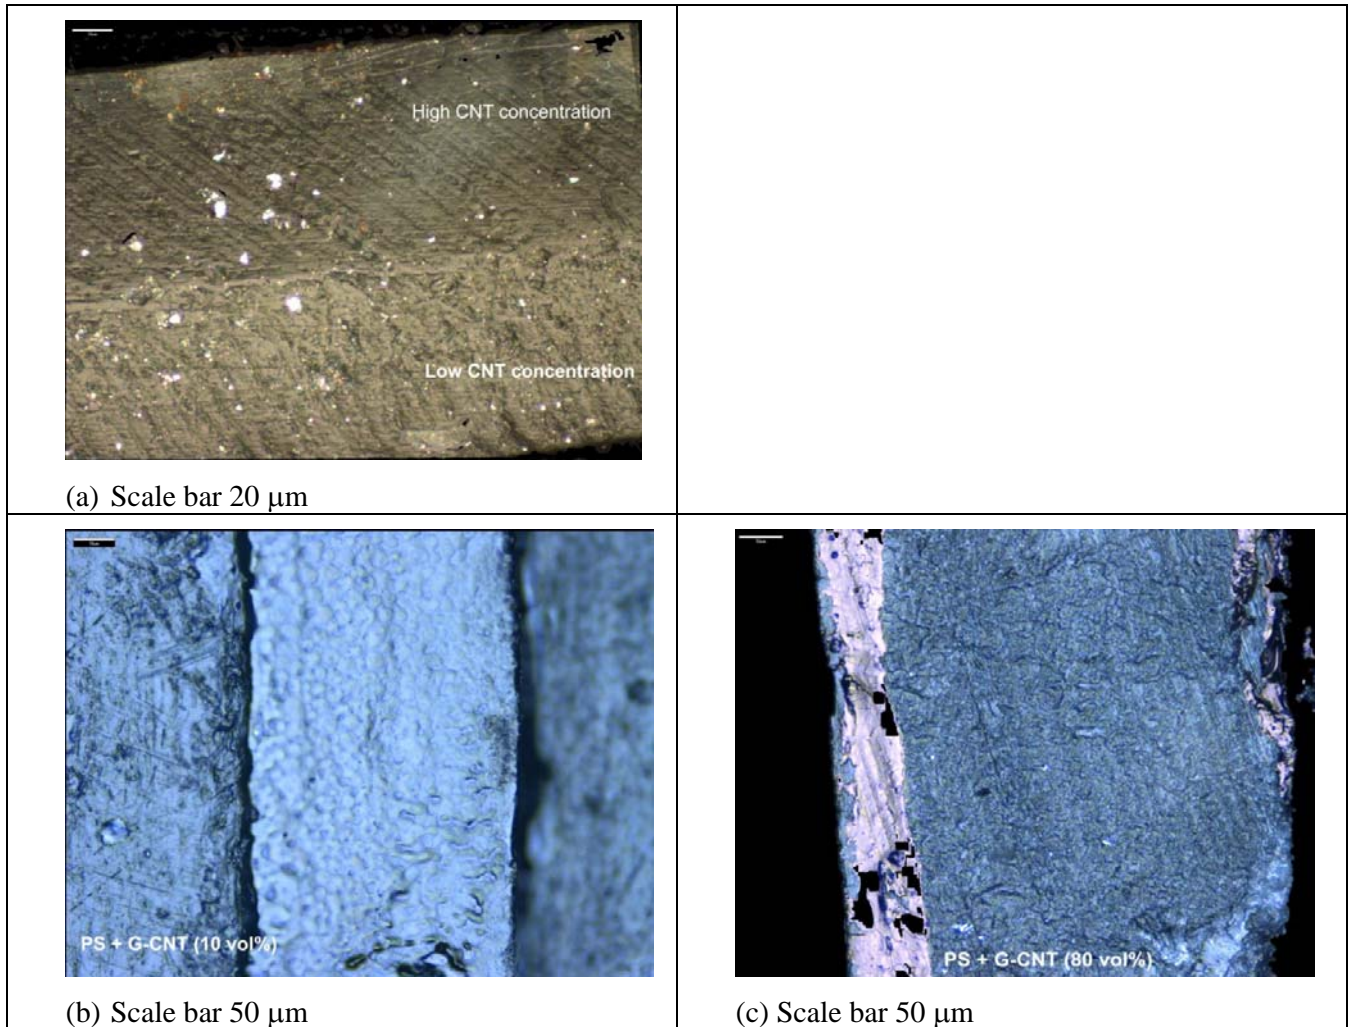 High CNT concentration
Low CNT concentration
(a) Scale bar 20 µm
PS + G-CNT (10 vol%)
PS + G-CNT (80 vol%)
(b) Scale bar 50 µm
(c) Scale bar 50 µm